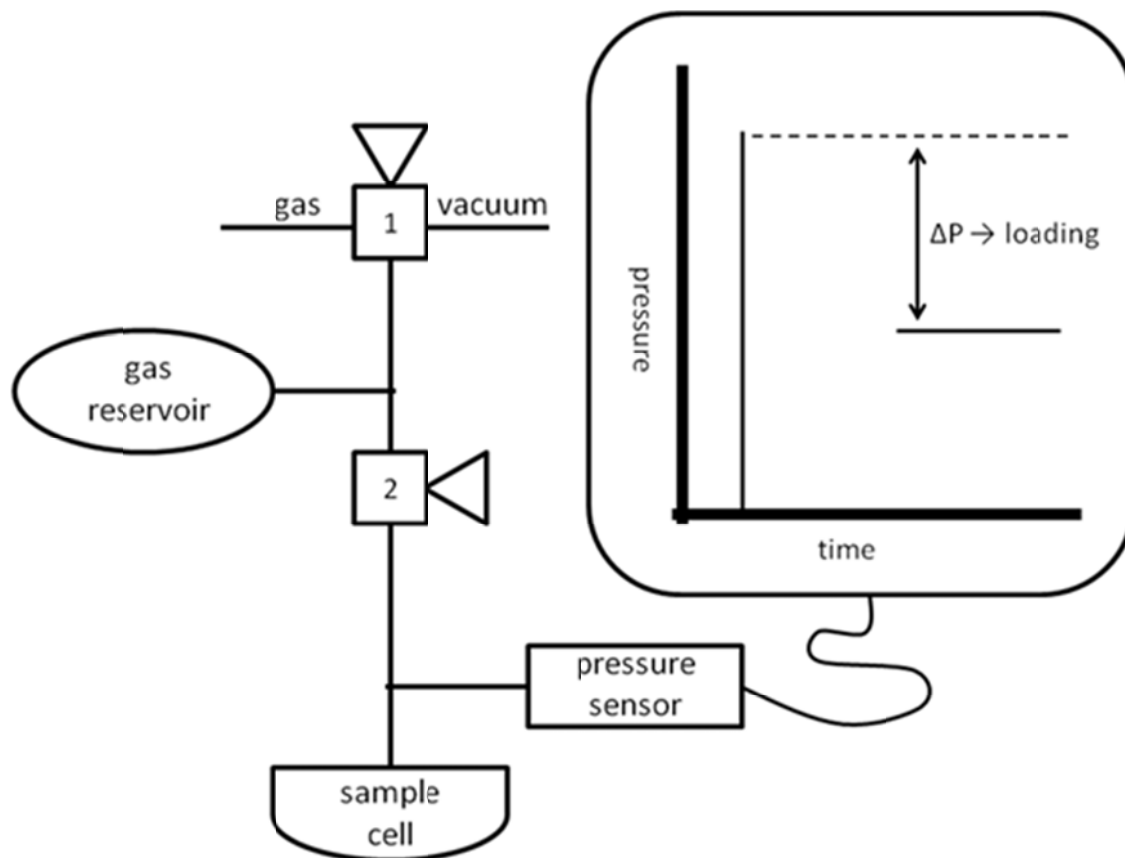 gas
vacuum
1
gas
reservoir
2
pressure
sensor
sample
cell
pressure
ΔP → loading
time